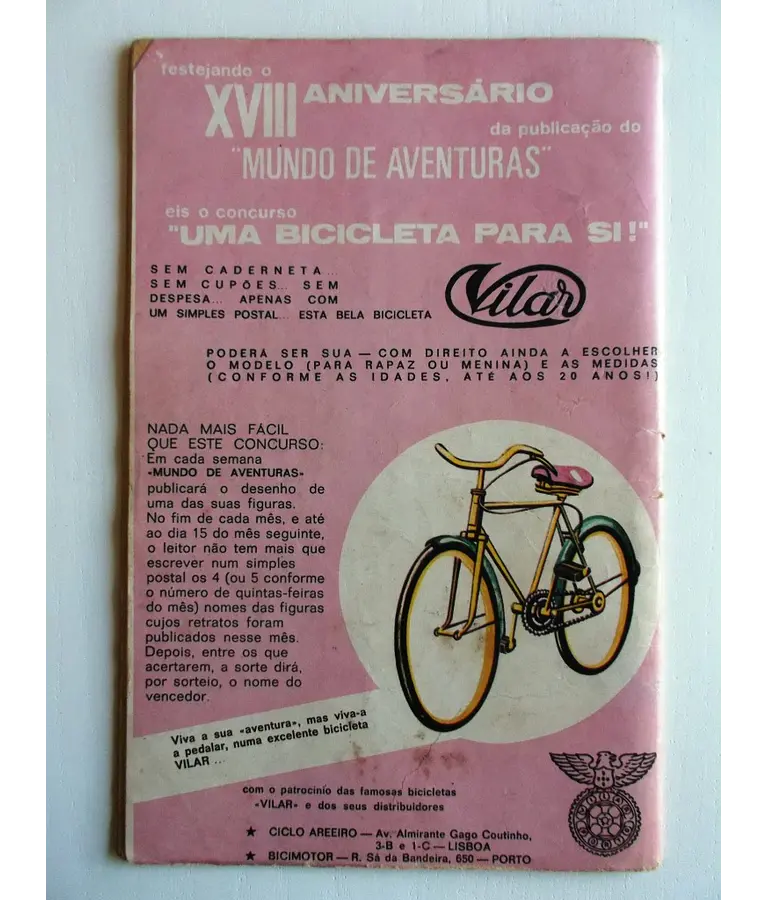 festejando o
XVIII ANIVERSÁRIO
da publicação do
"MUNDO DE AVENTURAS"
eis o concurso
"UMA BICICLETA PARA SI!"
SEM CADERNETA...
SEM CUPÕES... SEM
DESPESA... APENAS COM
UM SIMPLES POSTAL... ESTA BELA BICICLETA
Vilar
PODERÁ SER SUA — COM DIREITO AINDA A ESCOLHER
O MODELO (PARA RAPAZ OU MENINA) E AS MEDIDAS
(CONFORME AS IDADES, ATÉ AOS 20 ANOS!)
NADA MAIS FÁCIL
QUE ESTE CONCURSO:
Em cada semana
«MUNDO DE AVENTURAS»
publicará o desenho de
uma das suas figuras.
No fim de cada mês, e até
ao dia 15 do mês seguinte,
o leitor não tem mais que
escrever num simples
postal os 4 (ou 5 conforme
o número de quintas-feiras
do mês) nomes das figuras
cujos retratos foram
publicados nesse mês.
Depois, entre os que
acertarem, a sorte dirá,
por sorteio, o nome do
vencedor.
Viva a sua «aventura», mas viva-a
a pedalar, numa excelente bicicleta
VILAR ...
com o patrocínio das famosas bicicletas
«VILAR» e dos seus distribuidores
★ CICLO AREEIRO — Av. Almirante Gago Coutinho,
3-B e 1-C — LISBOA
★ BICIMOTOR — R. Sá da Bandeira, 650 — PORTO